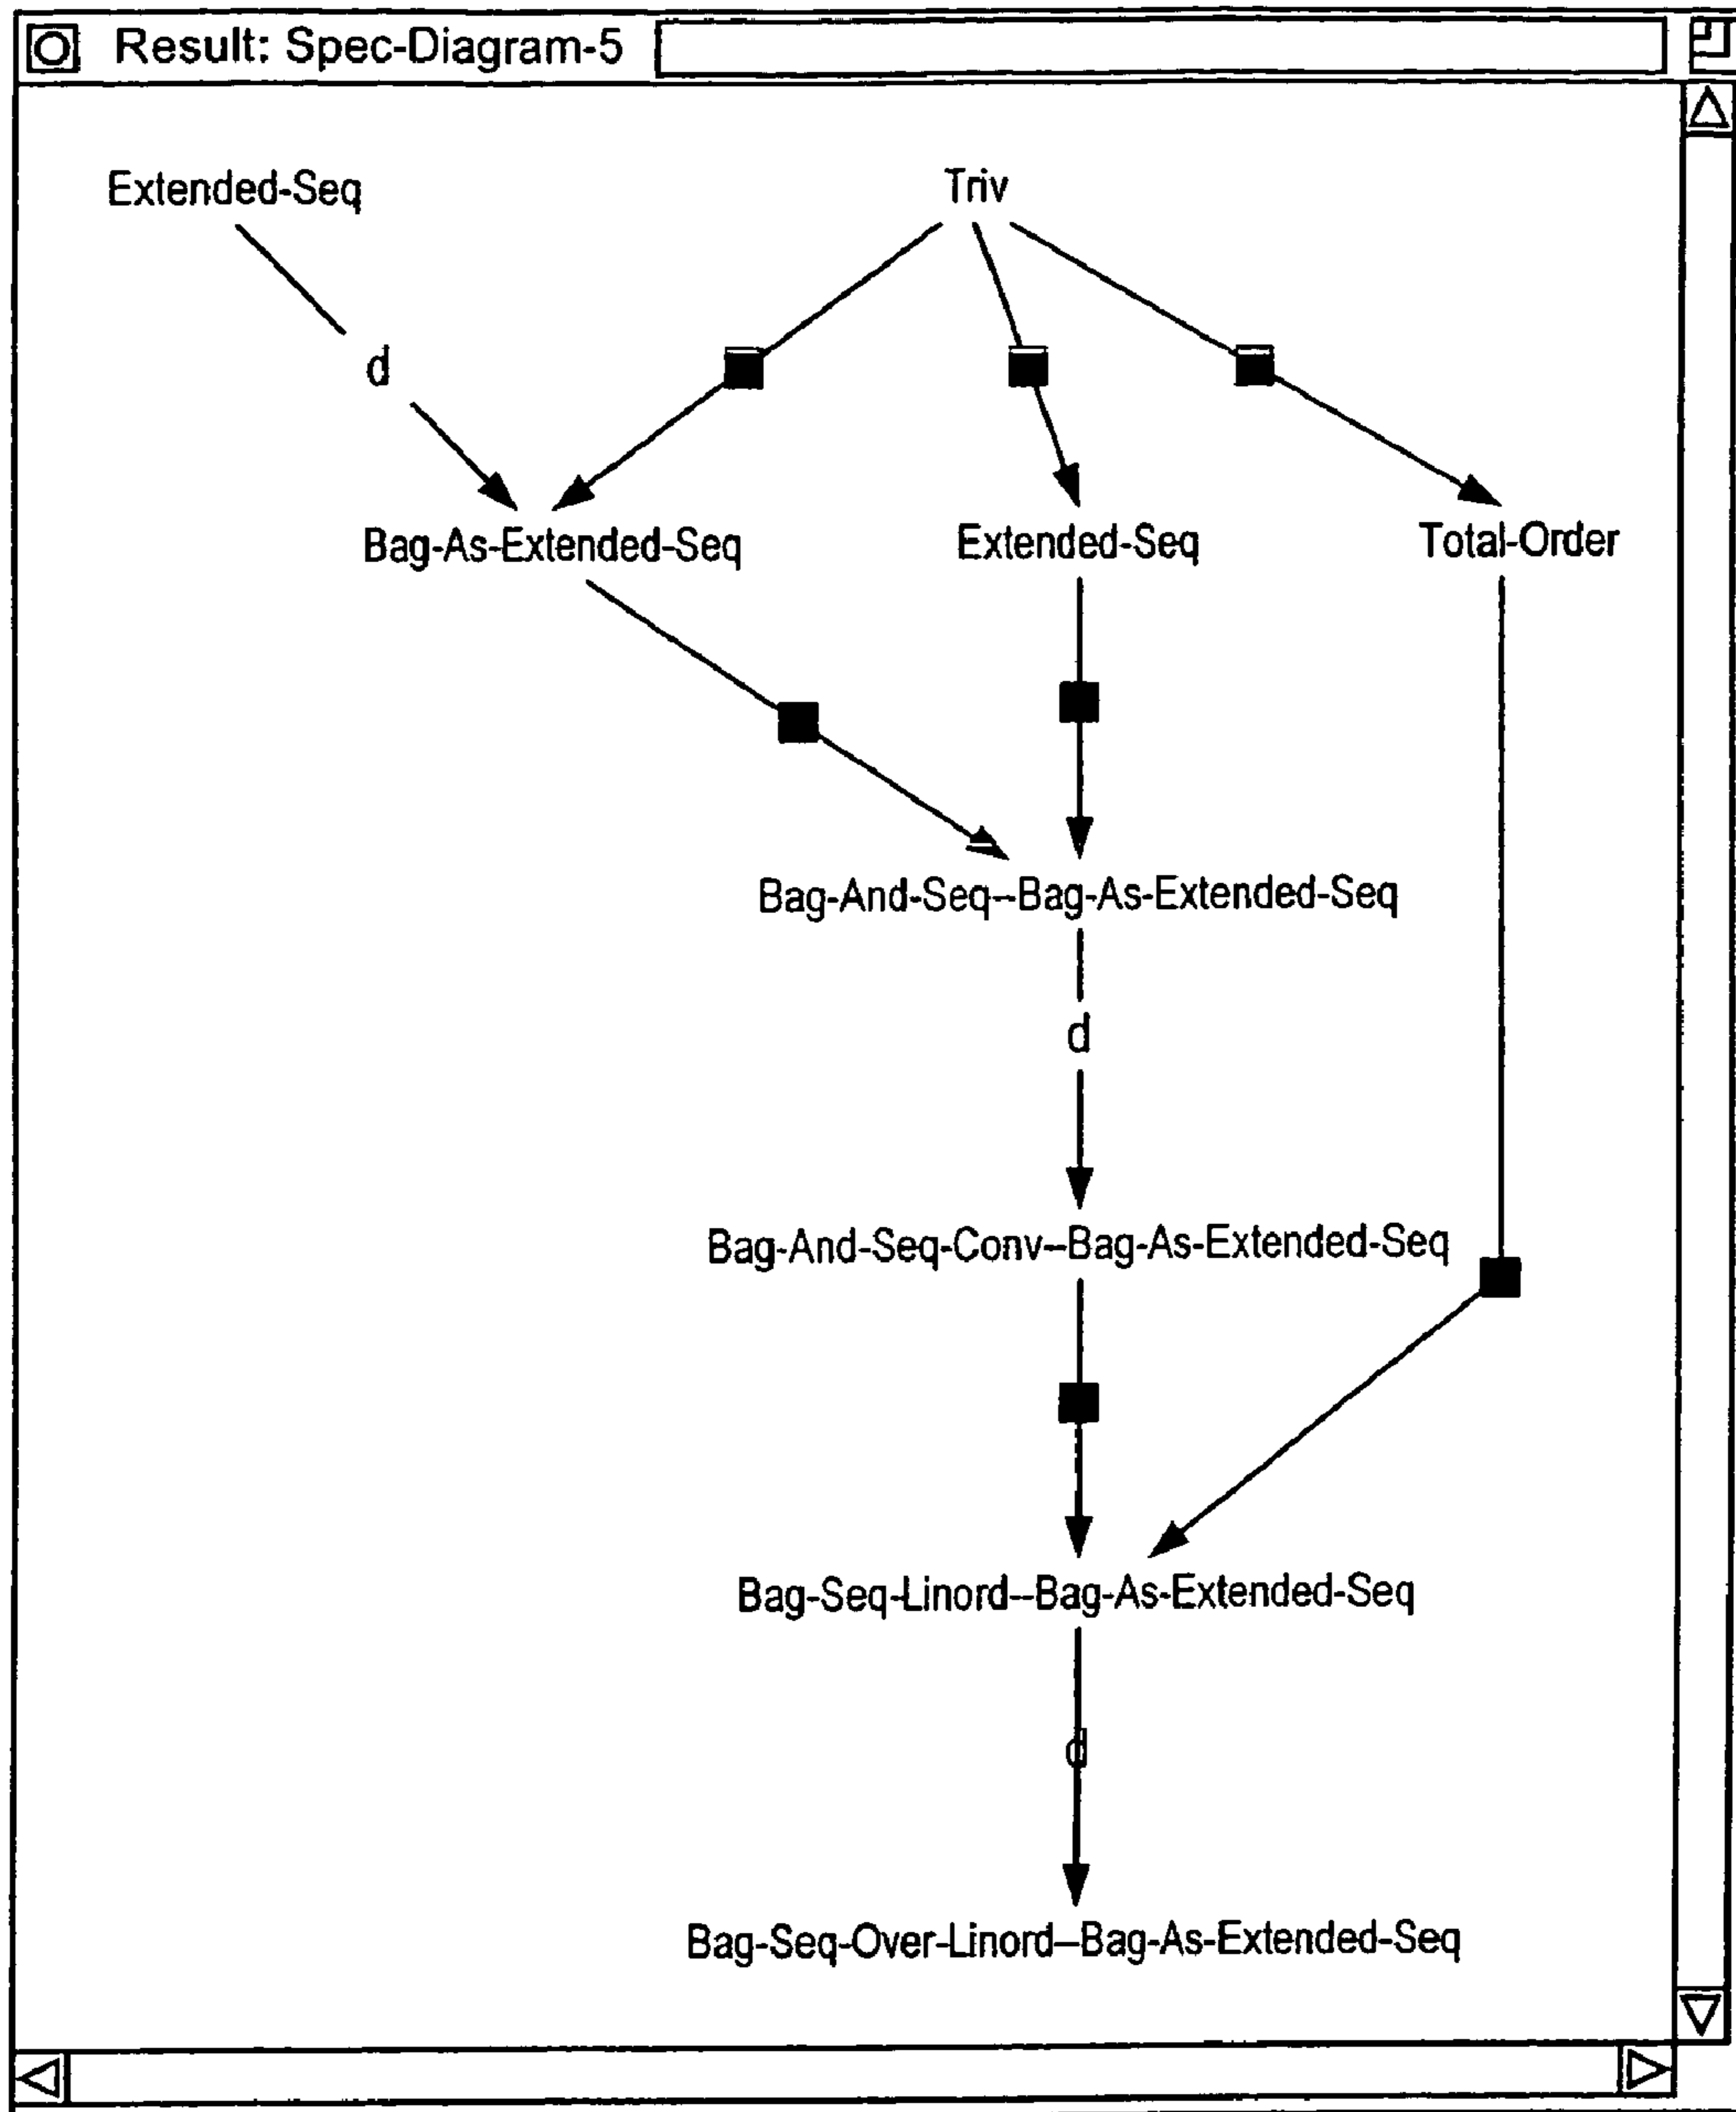 Result: Spec-Diagram-5
Extended-Seq
Triv
d
Bag-As-Extended-Seq
Extended-Seq
Total-Order
Bag-And-Seq--Bag-As-Extended-Seq
d
Bag-And-Seq-Conv--Bag-As-Extended-Seq
Bag-Seq-Linord--Bag-As-Extended-Seq
d
Bag-Seq-Over-Linord--Bag-As-Extended-Seq